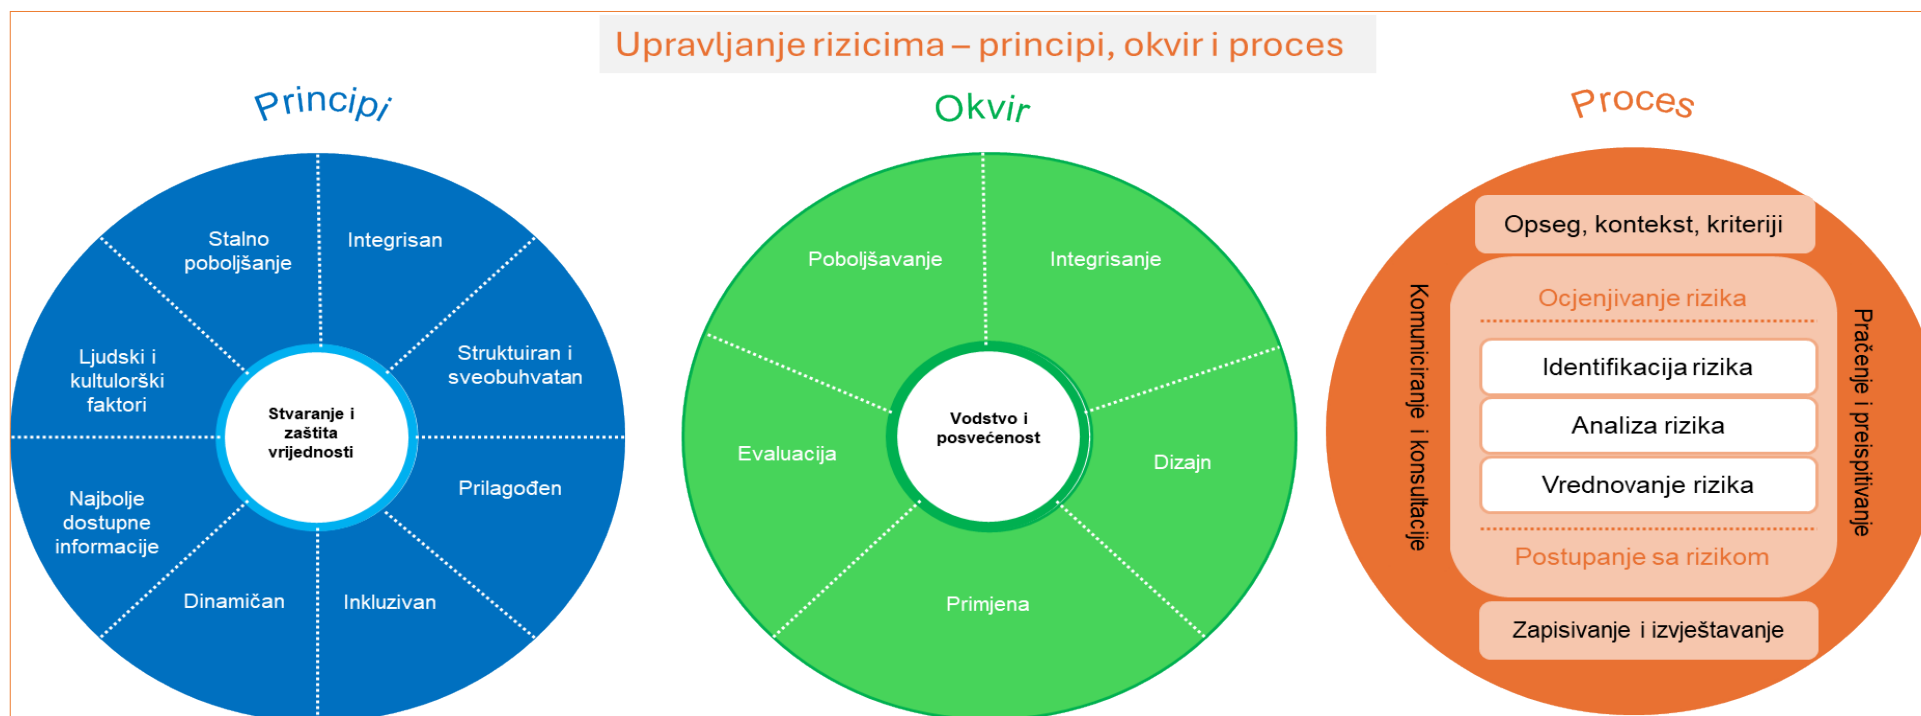 Upravljanje rizicima – principi, okvir i proces
Principi
Stalno
poboljšanje
Integrisan
Struktuiran i
sveobuhvatan
Prilagođen
Inkluzivan
Dinamičan
Najbolje
dostupne
informacije
Ljudski i
kultulorški
faktori
Stvaranje i
zaštita
vrijednosti
Okvir
Poboljšavanje
Integrisanje
Dizajn
Primjena
Evaluacija
Vodstvo i
posvećenost
Proces
Opseg, kontekst, kriteriji
Komuniciranje i konsultacije
Ocjenjivanje rizika
Identifikacija rizika
Analiza rizika
Vrednovanje rizika
Postupanje sa rizikom
Pračenje i preispitivanje
Zapisivanje i izvještavanje